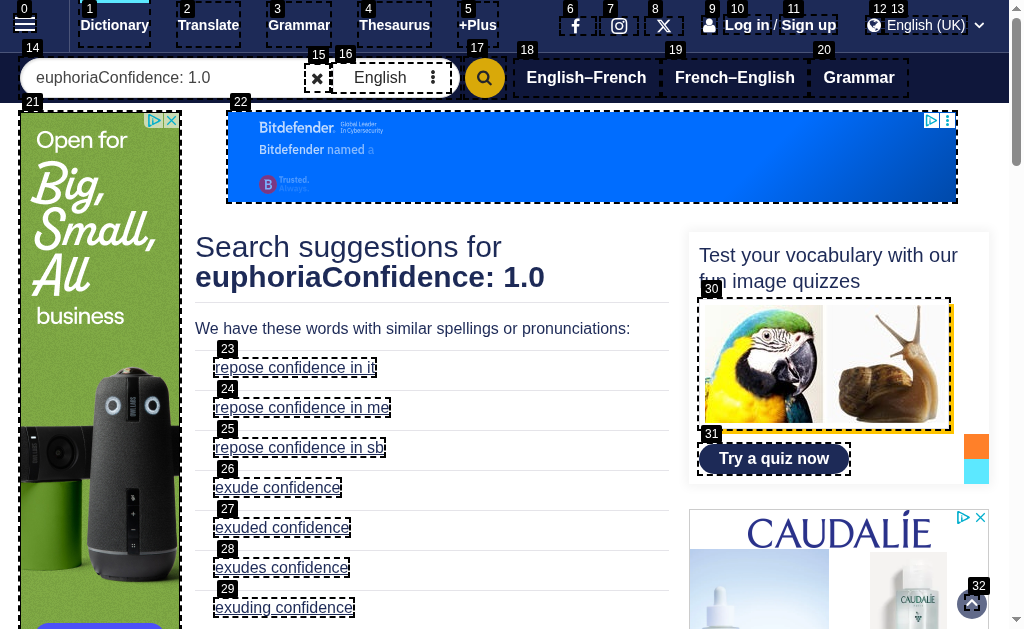 0 1 2 3 4 5 6 7 8 9 10 11 12 13
Dictionary Translate Grammar Thesaurus +Plus Log in / Sign up English (UK)
14 15 16 17 18 19 20
euphoriaConfidence: 1.0 English English–French French–English Grammar
21 22
Open for
Big,
Small,
All
business
Bitdefender. Global Leader In Cybersecurity
Bitdefender named a
B Trusted. Always.
Search suggestions for
euphoriaConfidence: 1.0
We have these words with similar spellings or pronunciations:
23
repose confidence in it
24
repose confidence in me
25
repose confidence in sb
26
exude confidence
27
exuded confidence
28
exudes confidence
29
exuding confidence
Test your vocabulary with our
fun image quizzes
30
31
Try a quiz now
CAUDALÍE
CAUDALIE
32